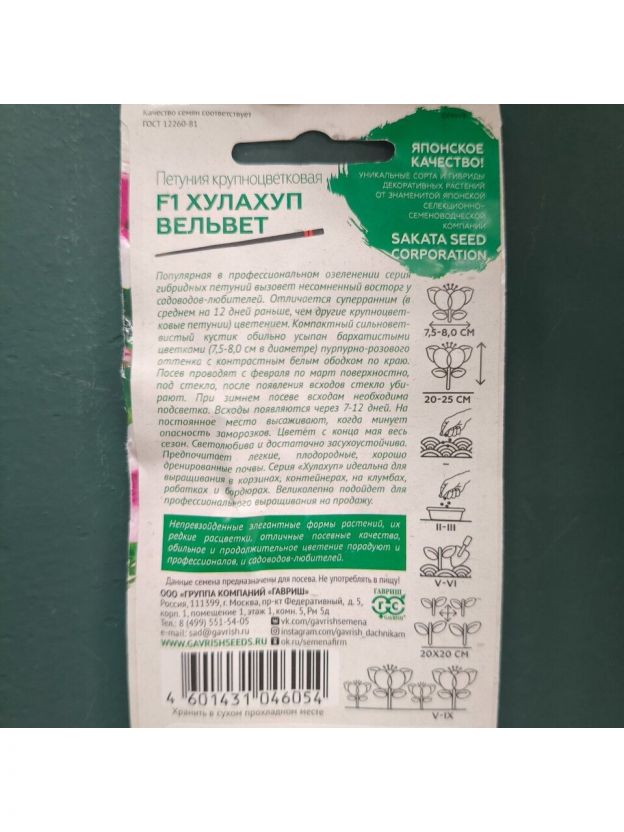 Качество семян соответствует
ГОСТ 12260-81
ЯПОНСКОЕ
КАЧЕСТВО!
УНИКАЛЬНЫЕ СОРТА И ГИБРИДЫ
ДЕКОРАТИВНЫХ РАСТЕНИЙ
ОТ ЗНАМЕНИТОЙ ЯПОНСКОЙ
СЕЛЕКЦИОННО-
СЕМЕНОВОДЧЕСКОЙ
КОМПАНИИ
SAKATA SEED
CORPORATION
Петуния крупноцветковая
F1 ХУЛАХУП
ВЕЛЬВЕТ
Популярная в профессиональном озеленении серия
гибридных петуний вызовет несомненный восторг у
садоводов-любителей. Отличается суперранним (в
среднем на 12 дней раньше, чем другие крупноцвет-
ковые петунии) цветением. Компактный сильновет-
вистый кустик обильно усыпан бархатистыми
цветками (7,5-8,0 см в диаметре) пурпурно-розового
оттенка с контрастным белым ободком по краю.
Посев проводят с февраля по март поверхностно,
под стекло, после появления всходов стекло уби-
рают. При зимнем посеве всходам необходима
подсветка. Всходы появляются через 7-12 дней. На
постоянное место высаживают, когда минует
опасность заморозков. Цветёт с конца мая весь
сезон. Светолюбива и достаточно засухоустойчива.
Предпочитает легкие, плодородные, хорошо
дренированные почвы. Серия «Хулахуп» идеальна для
выращивания в корзинах, контейнерах, на клумбах,
рабатках и бордюрах. Великолепно подойдет для
профессионального выращивания на продажу.
Непревзойденные элегантные формы растений, их
редкие расцветки, отличные посевные качества,
обильное и продолжительное цветение порадуют и
профессионалов, и садоводов-любителей.
Данные семена предназначены для посева. Не употреблять в пищу!
ООО «ГРУППА КОМПАНИЙ «ГАВРИШ»
Россия, 111399, г. Москва, пр-кт Федеративный, д. 5,
корп. 1, помещение 1, этаж 1, комн. 5, Рм 5д
Тел.: 8 (499) 551-54-05
e-mail: sad@gavrish.ru
WWW.GAVRISHSEEDS.RU
vk.com/gavrishsemena
instagram.com/gavrish_dachnikam
ok.ru/semenafirm
ГАВРИШ
GAVRISH
4 601431 046054
Хранить в сухом прохладном месте
7,5-8,0 СМ
20-25 СМ
–
II-III
V-VI
20X20 СМ
V-IX